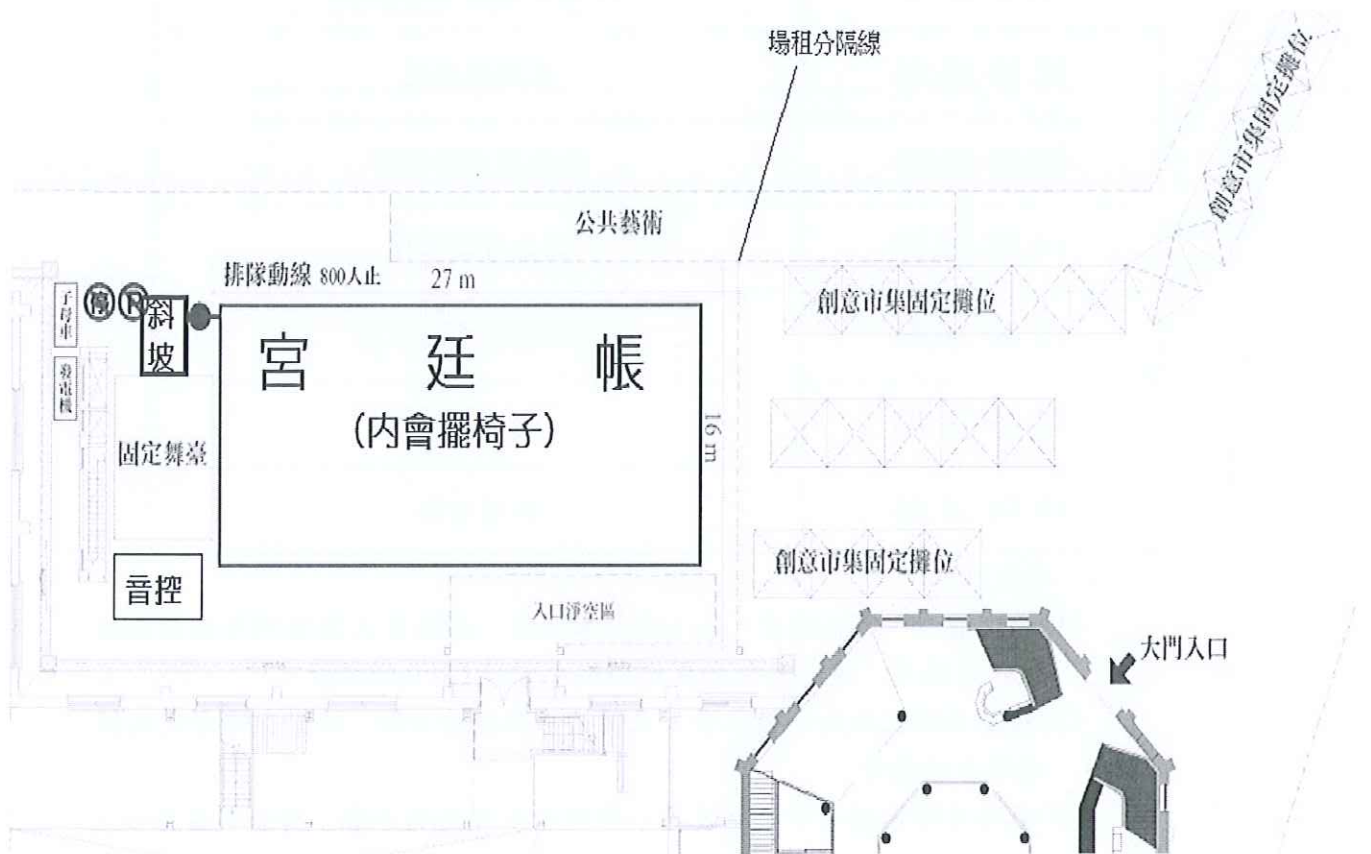 場租分隔線
創意市集固定攤位
公共藝術
排隊動線 800人止
27 m
創意市集固定攤位
子母車
停
斜坡
宮廷帳
(內會擺椅子)
16 m
發電機
固定舞臺
創意市集固定攤位
音控
入口淨空區
大門入口